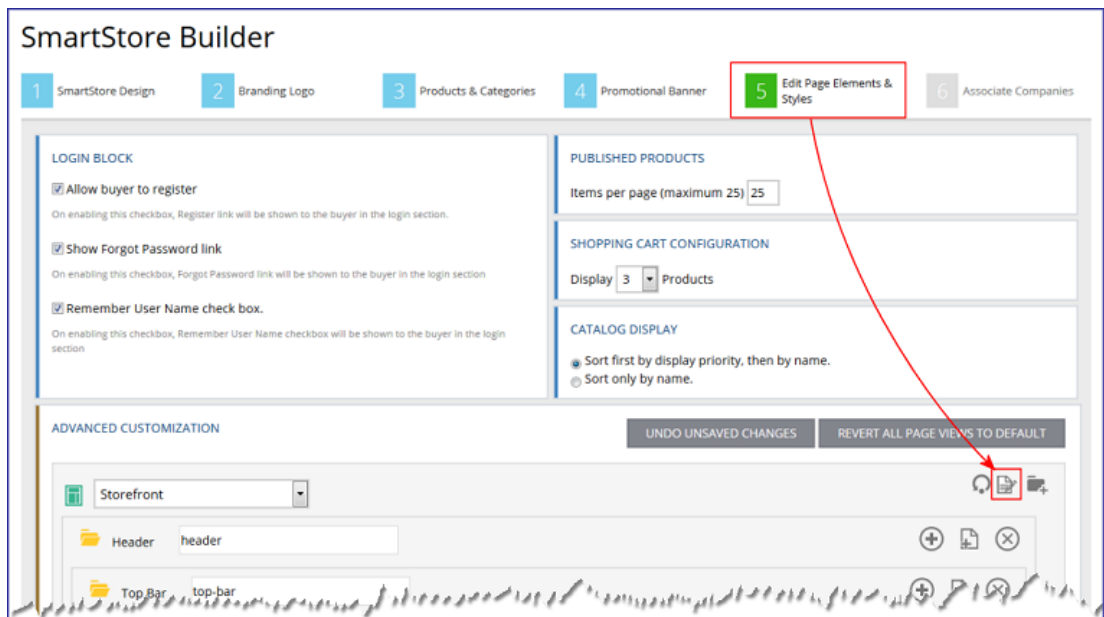 SmartStore Builder
1 SmartStore Design
2 Branding Logo
3 Products & Categories
4 Promotional Banner
5 Edit Page Elements &
Styles
6 Associate Companies
LOGIN BLOCK
Allow buyer to register
On enabling this checkbox, Register link will be shown to the buyer in the login section.
Show Forgot Password link
On enabling this checkbox, Forgot Password link will be shown to the buyer in the login section
Remember User Name check box.
On enabling this checkbox, Remember User Name checkbox will be shown to the buyer in the login
section
PUBLISHED PRODUCTS
Items per page (maximum 25) 25
SHOPPING CART CONFIGURATION
Display 3 Products
CATALOG DISPLAY
Sort first by display priority, then by name.
Sort only by name.
ADVANCED CUSTOMIZATION
UNDO UNSAVED CHANGES
REVERT ALL PAGE VIEWS TO DEFAULT
Storefront
Header header
Top Bar top-bar